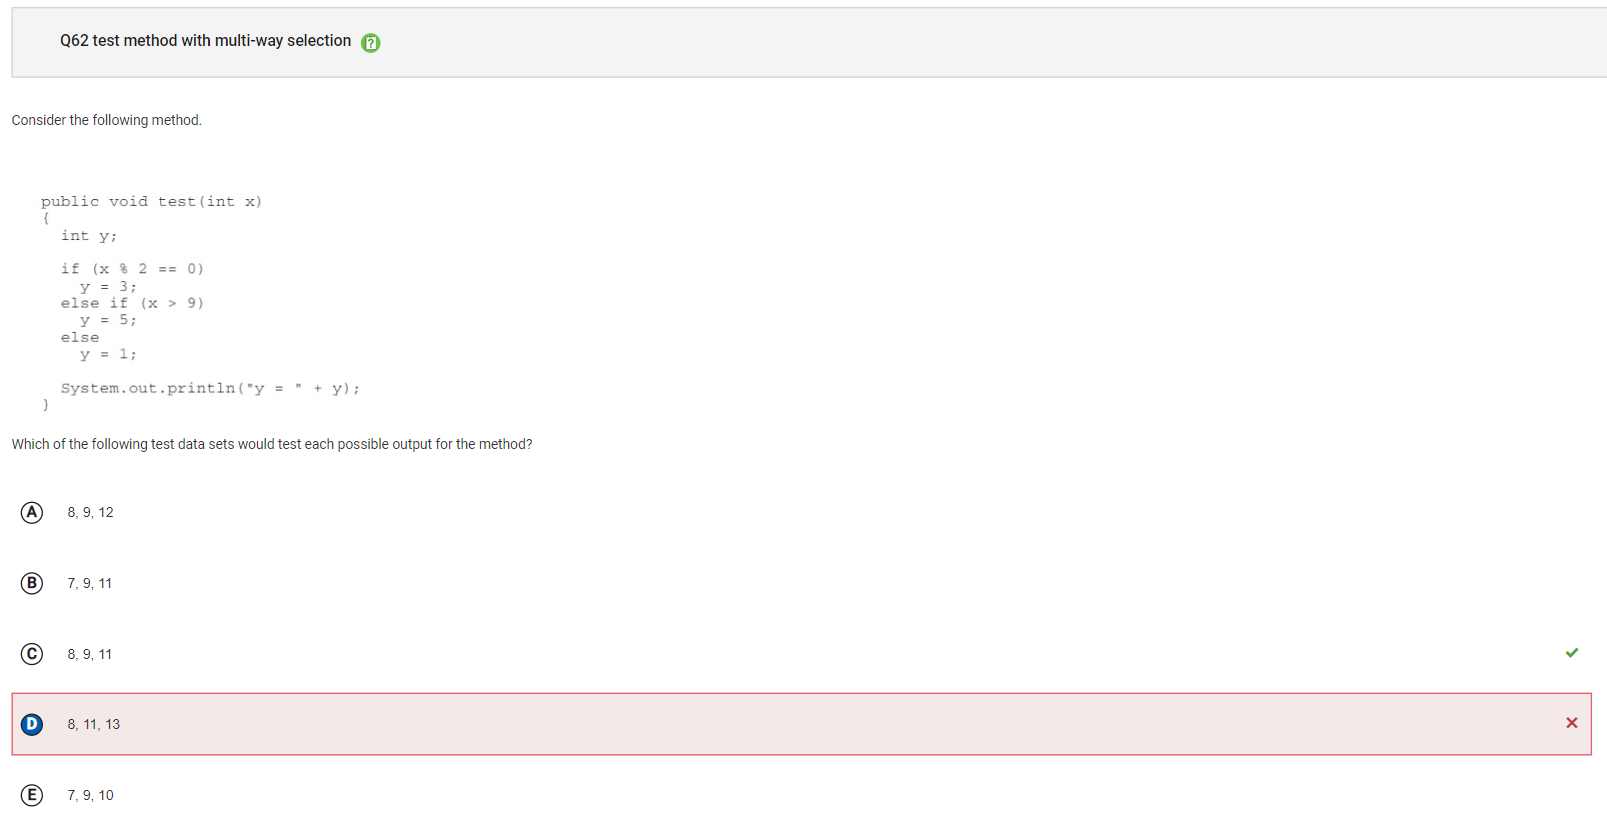 Q62 test method with multi-way selection
Consider the following method.
public void test(int x)
{
int y;
if (x % 2 == 0)
y = 3;
else if (x > 9)
y = 5;
else
y = 1;
System.out.println("y = " + y);
}
Which of the following test data sets would test each possible output for the method?
A 8, 9, 12
B 7, 9, 11
C 8, 9, 11
D 8, 11, 13
E 7, 9, 10